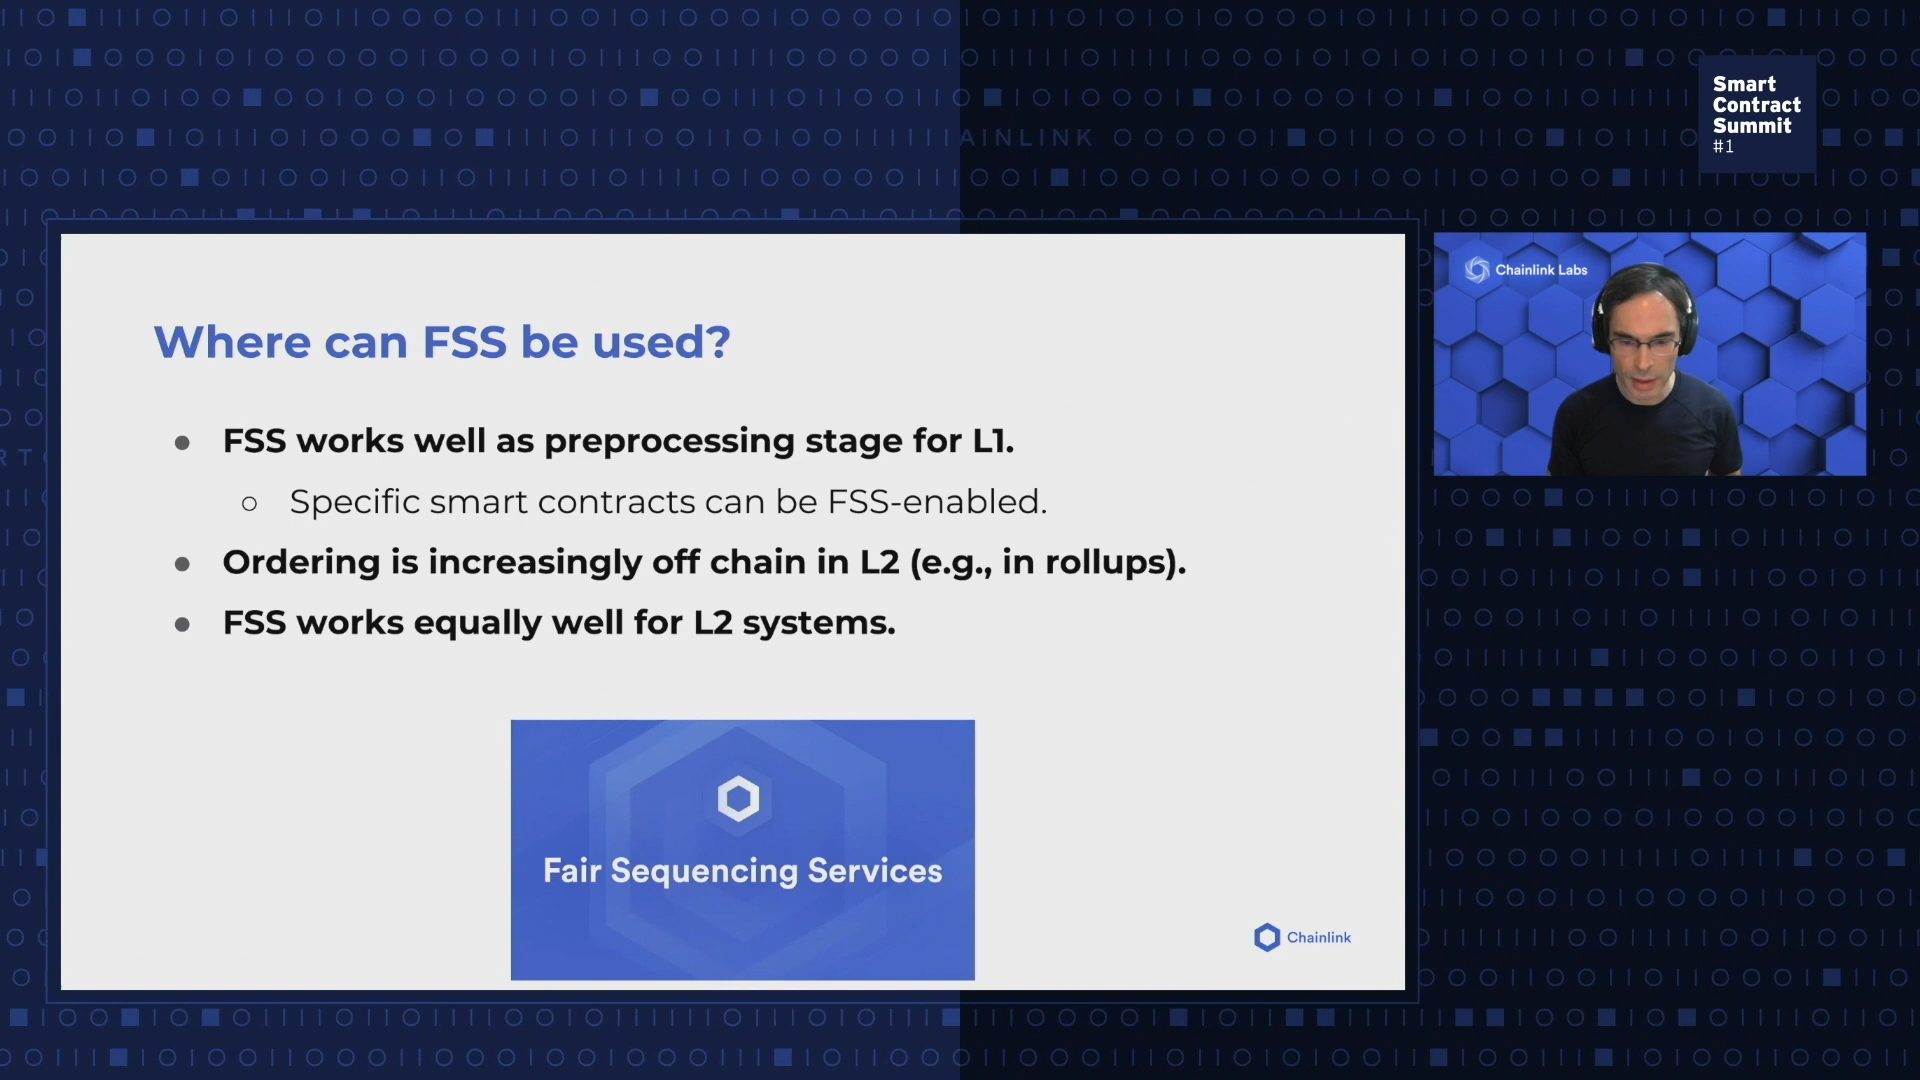 AINLINK
Smart
Contract
Summit
#1
Chainlink Labs
Where can FSS be used?
FSS works well as preprocessing stage for L1.
Specific smart contracts can be FSS-enabled.
Ordering is increasingly off chain in L2 (e.g., in rollups).
FSS works equally well for L2 systems.
Fair Sequencing Services
Chainlink